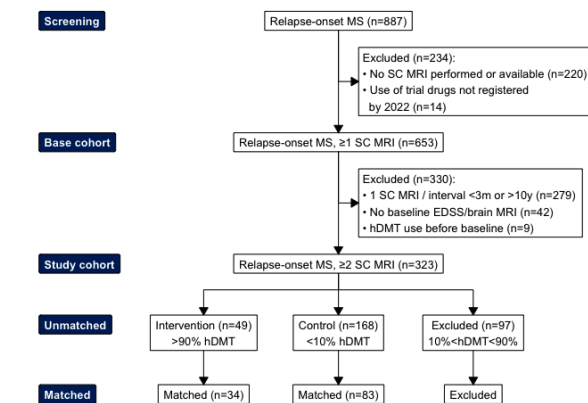 Screening
Relapse-onset MS (n=887)
Excluded (n=234):
• No SC MRI performed or available (n=220)
• Use of trial drugs not registered
by 2022 (n=14)
Base cohort
Relapse-onset MS, ≥1 SC MRI (n=653)
Excluded (n=330):
• 1 SC MRI / interval <3m or >10y (n=279)
• No baseline EDSS/brain MRI (n=42)
• hDMT use before baseline (n=9)
Study cohort
Relapse-onset MS, ≥2 SC MRI (n=323)
Unmatched
Intervention (n=49)
>90% hDMT
Control (n=168)
<10% hDMT
Excluded (n=97)
10%<hDMT<90%
Matched
Matched (n=34)
Matched (n=83)
Excluded